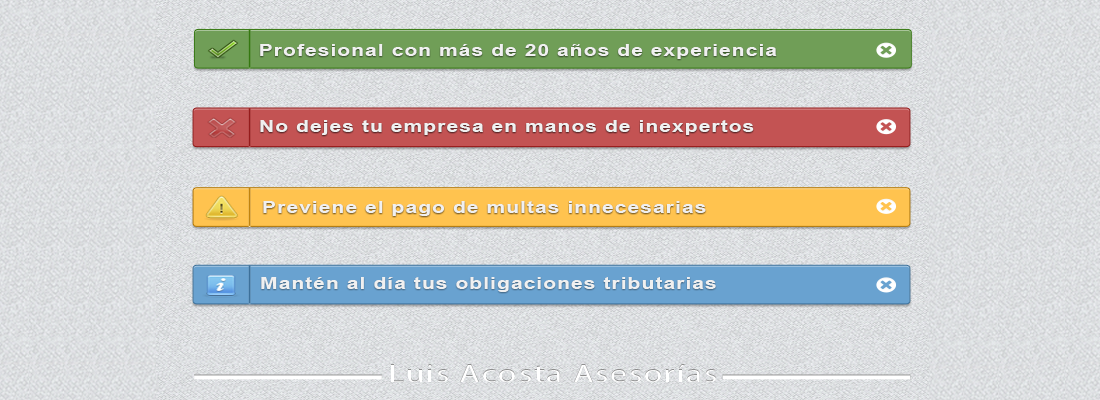 Profesional con más de 20 años de experiencia
No dejes tu empresa en manos de inexpertos
Previene el pago de multas innecesarias
Mantén al día tus obligaciones tributarias
Luis Acosta Asesorías